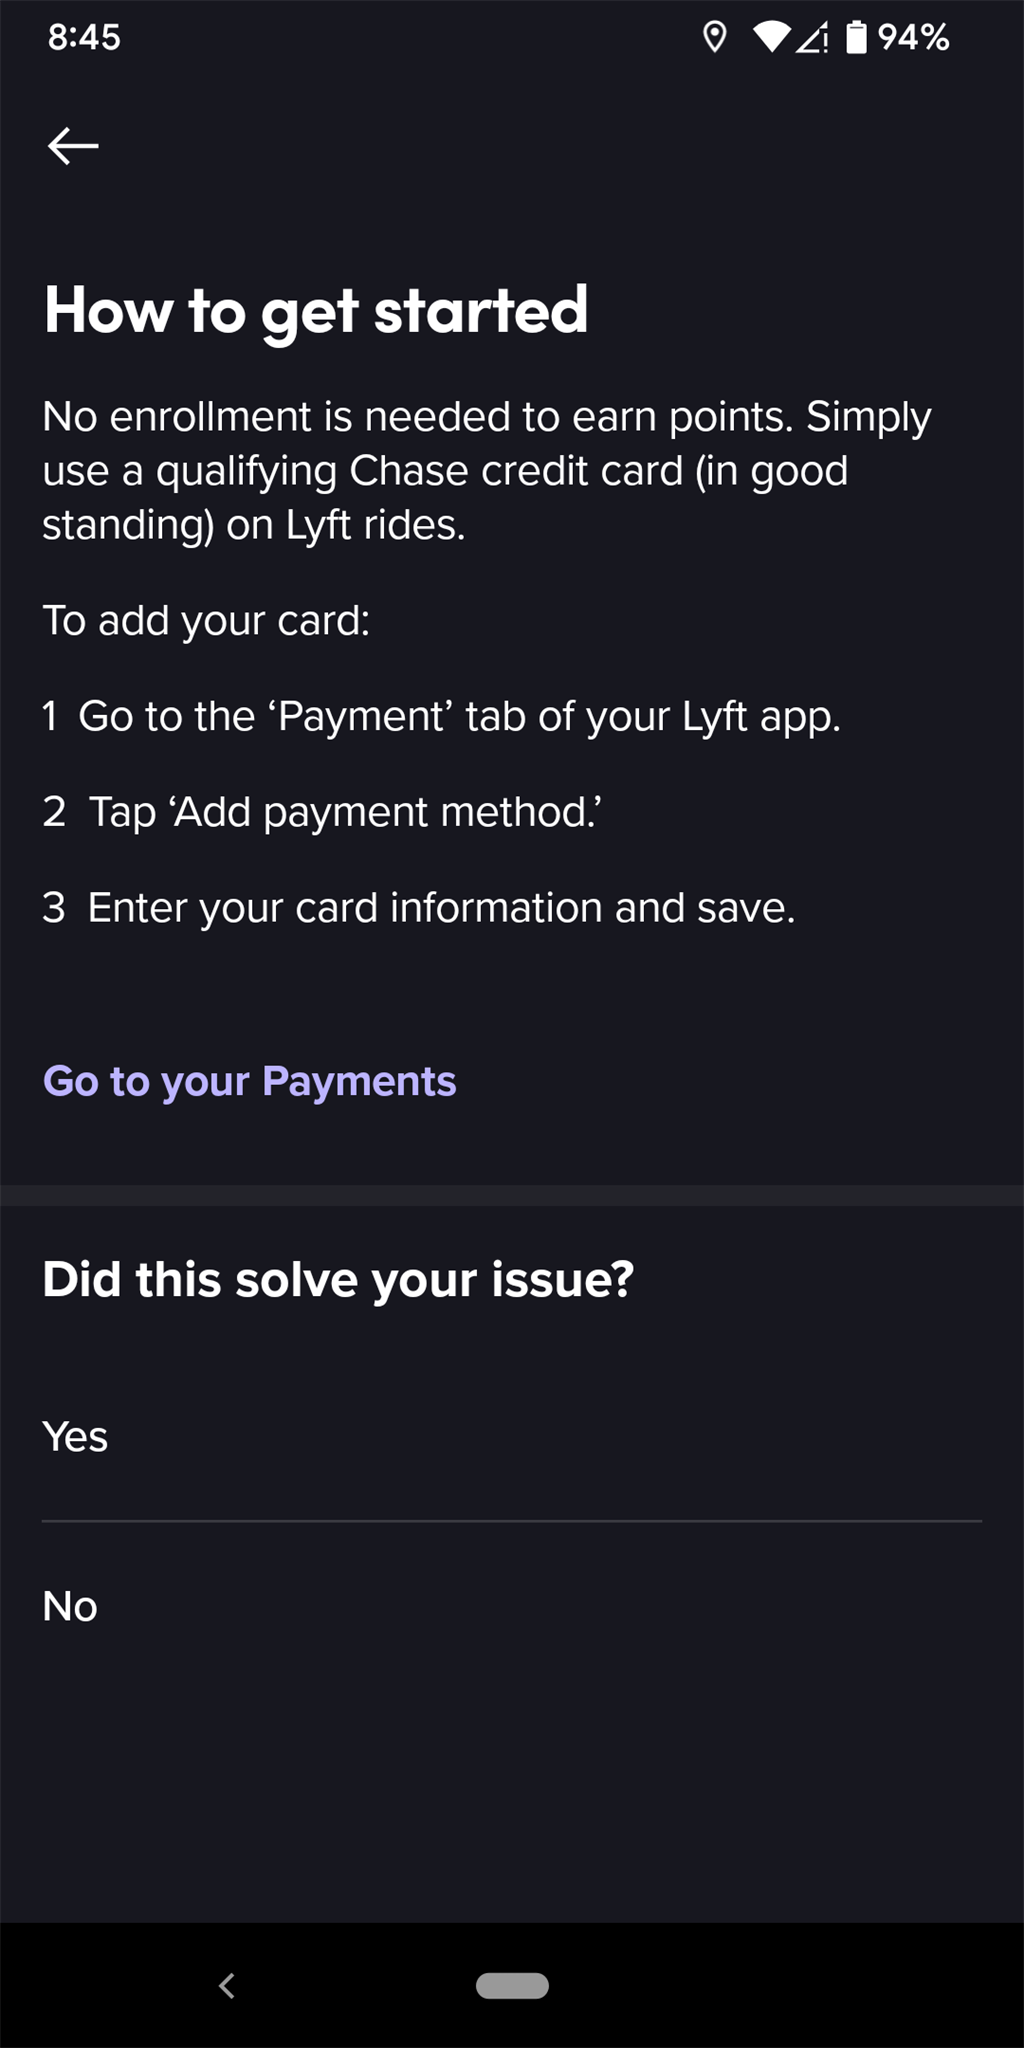 8:45
94%
How to get started
No enrollment is needed to earn points. Simply
use a qualifying Chase credit card (in good
standing) on Lyft rides.
To add your card:
1 Go to the ‘Payment’ tab of your Lyft app.
2 Tap ‘Add payment method.’
3 Enter your card information and save.
Go to your Payments
Did this solve your issue?
Yes
No